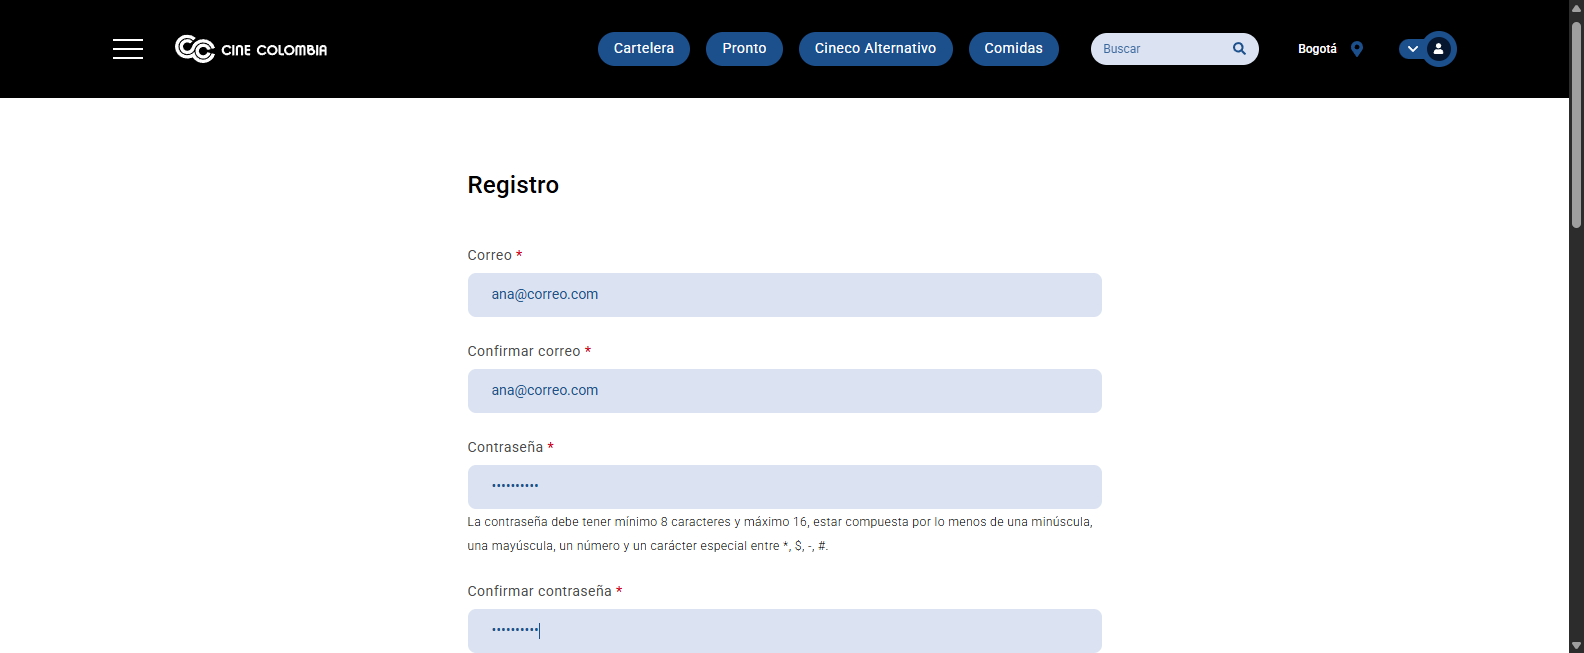 CINE COLOMBIA
Cartelera
Pronto
Cineco Alternativo
Comidas
Buscar
Bogotá
Registro
Correo *
ana@correo.com
Confirmar correo *
ana@correo.com
Contraseña *
••••••••••
La contraseña debe tener mínimo 8 caracteres y máximo 16, estar compuesta por lo menos de una minúscula,
una mayúscula, un número y un carácter especial entre *, $, -, #.
Confirmar contraseña *
••••••••••